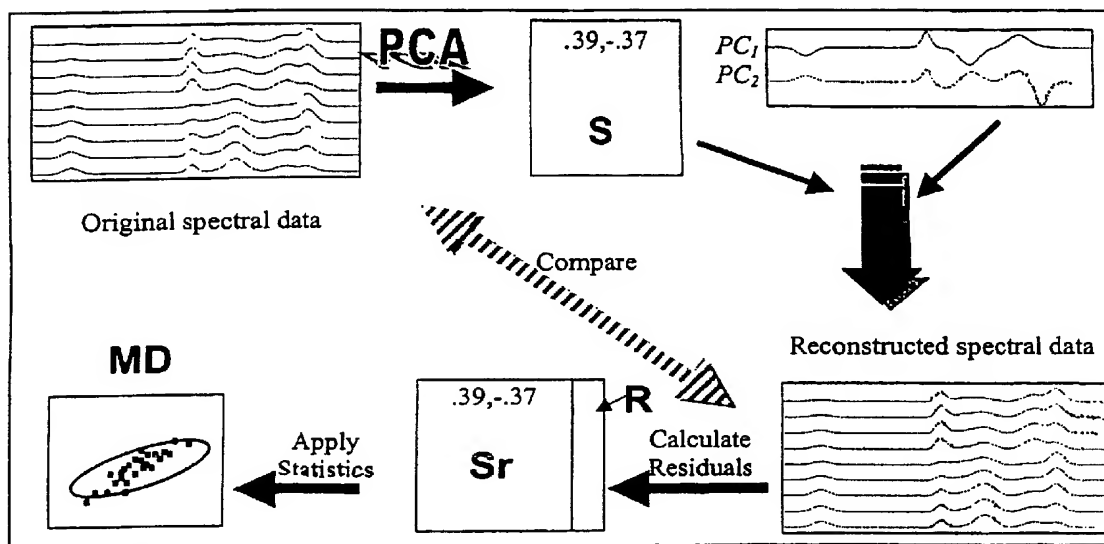 PCA
.39,-.37
S
PC1
PC2
Original spectral data
Compare
Reconstructed spectral data
MD
.39,-.37
R
Sr
Apply
Statistics
Calculate
Residuals